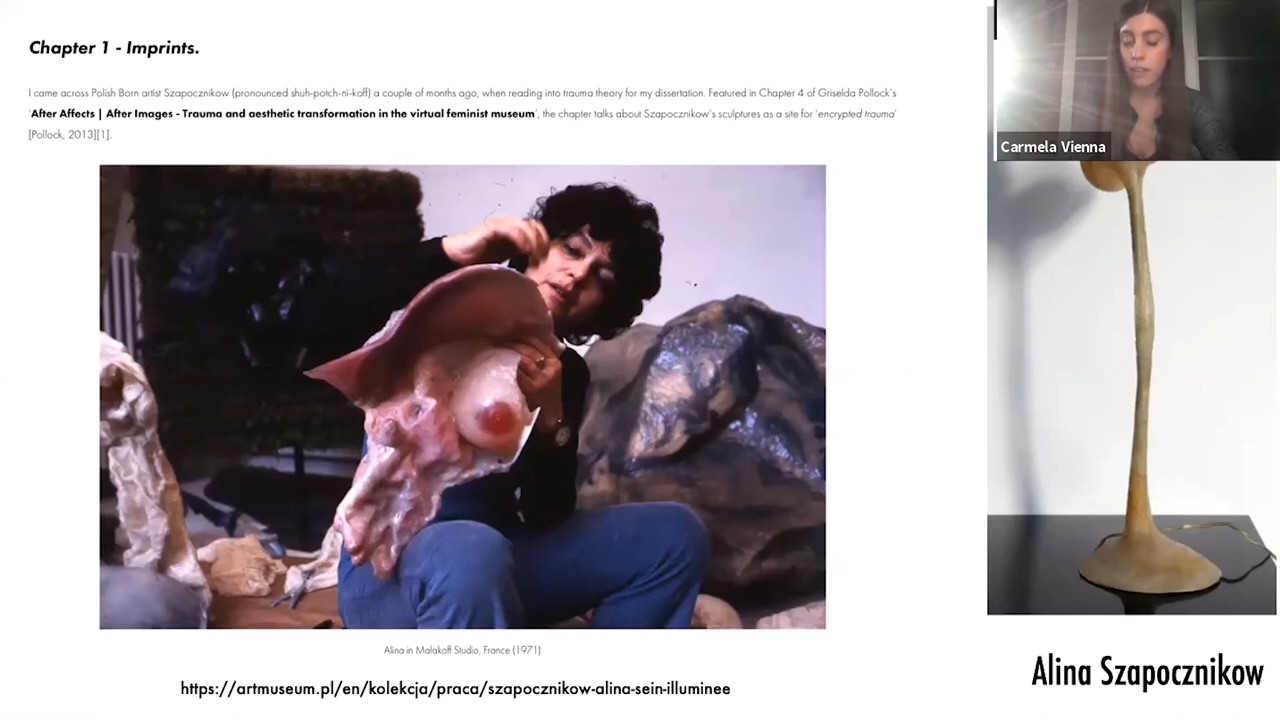 Chapter 1 - Imprints.
I came across Polish Born artist Szapocznikow (pronounced shuh-potch-ni-koff) a couple of months ago, when reading into trauma theory for my dissertation. Featured in Chapter 4 of Griselda Pollock's
'After Affects | After Images - Trauma and aesthetic transformation in the virtual feminist museum', the chapter talks about Szapocznikow's sculptures as a site for 'encrypted trauma'
[Pollock, 2013][1].
Carmela Vienna
Alina in Malakoff Studio, France (1971)
https://artmuseum.pl/en/kolekcja/praca/szapocznikow-alina-sein-illuminee
Alina Szapocznikow